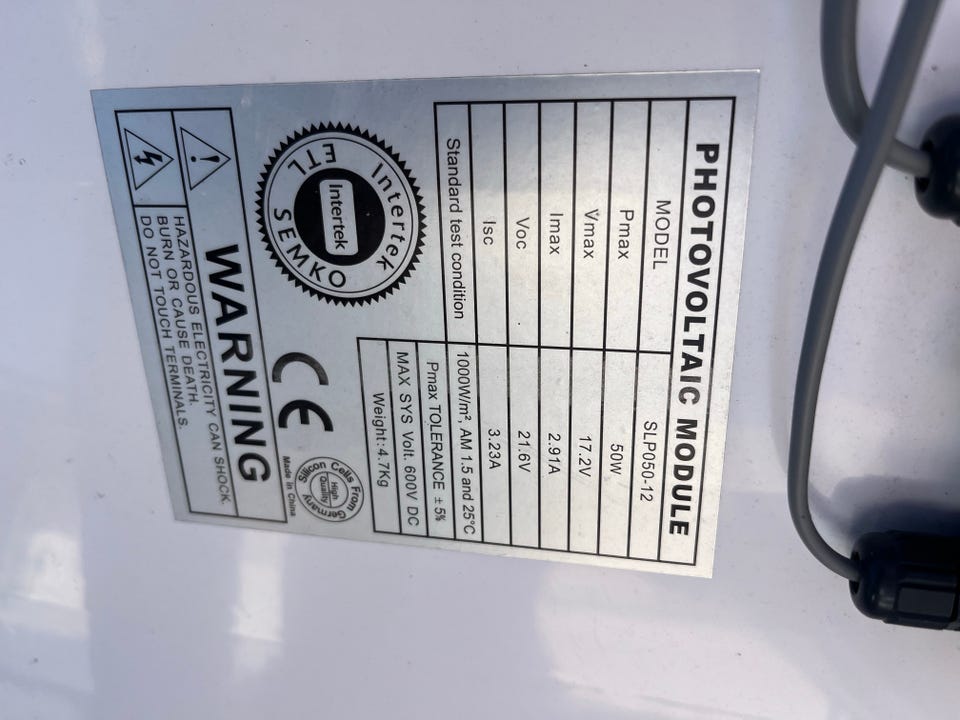 PHOTOVOLTAIC MODULE
MODEL SLP050-12
Pmax 50W
Vmax 17.2V
Imax 2.91A
Voc 21.6V
Isc 3.23A
Standard test condition 1000W/m², AM 1.5 and 25°C
Pmax TOLERANCE ± 5%
MAX SYS Volt. 600V DC
Weight:4.7Kg
Intertek
ETL
Intertek
SEMKO
CE
Silicon Cells From
High
Quality
Germany
Made in China
WARNING
HAZARDOUS ELECTRICITY CAN SHOCK.
BURN OR CAUSE DEATH.
DO NOT TOUCH TERMINALS.